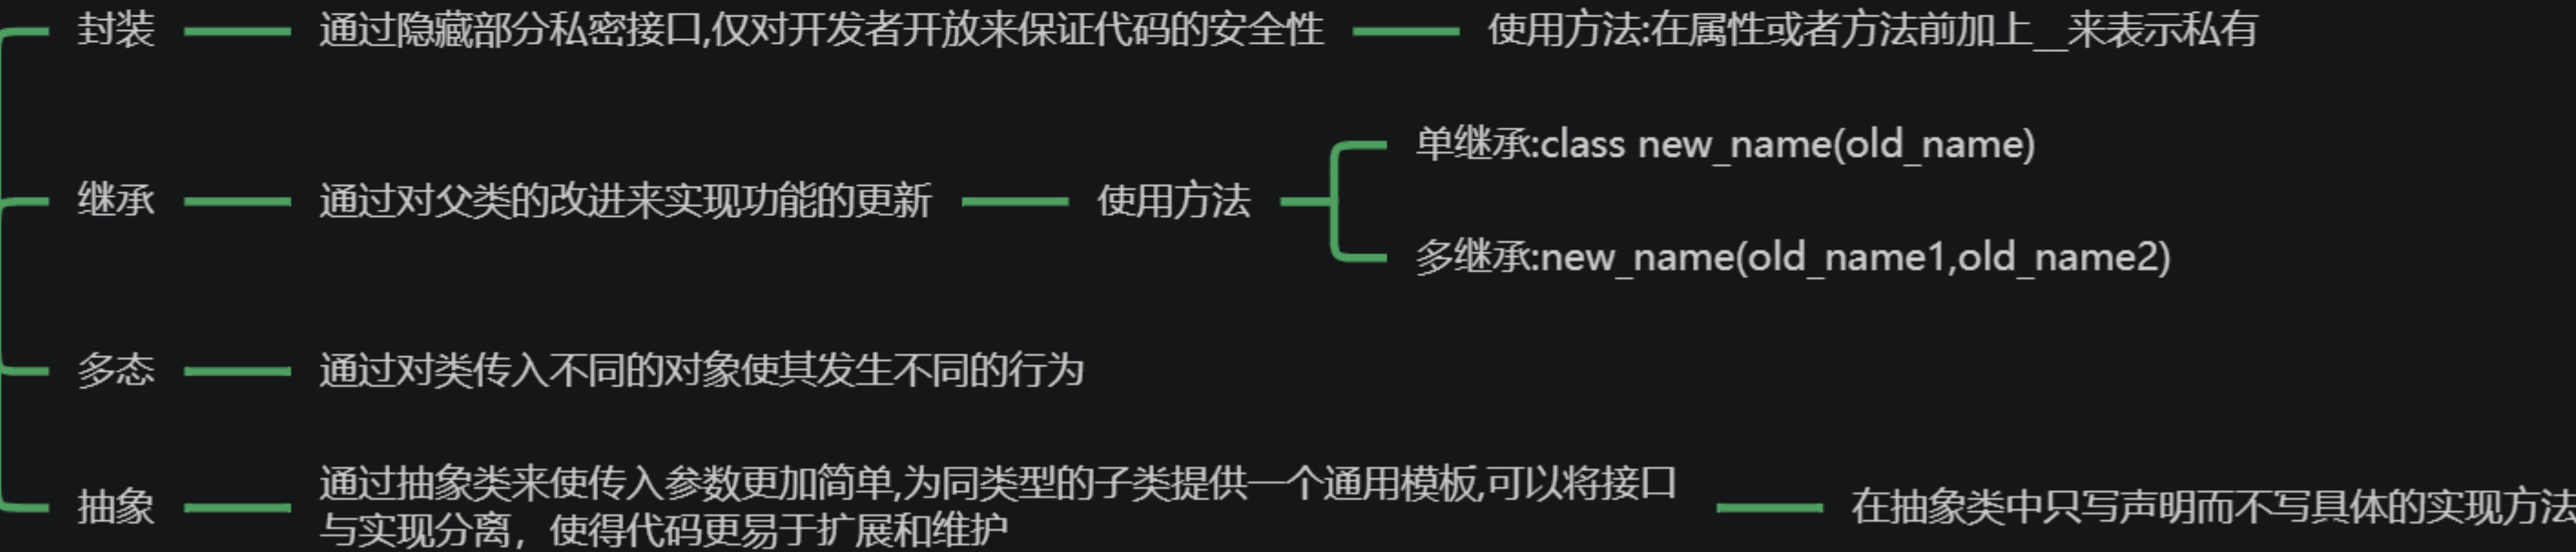 封装
通过隐藏部分私密接口,仅对开发者开放来保证代码的安全性
使用方法:在属性或者方法前加上__来表示私有
继承
通过对父类的改进来实现功能的更新
使用方法
单继承:class new_name(old_name)
多继承:new_name(old_name1,old_name2)
多态
通过对类传入不同的对象使其发生不同的行为
抽象
通过抽象类来使传入参数更加简单,为同类型的子类提供一个通用模板,可以将接口
与实现分离，使得代码更易于扩展和维护
在抽象类中只写声明而不写具体的实现方法